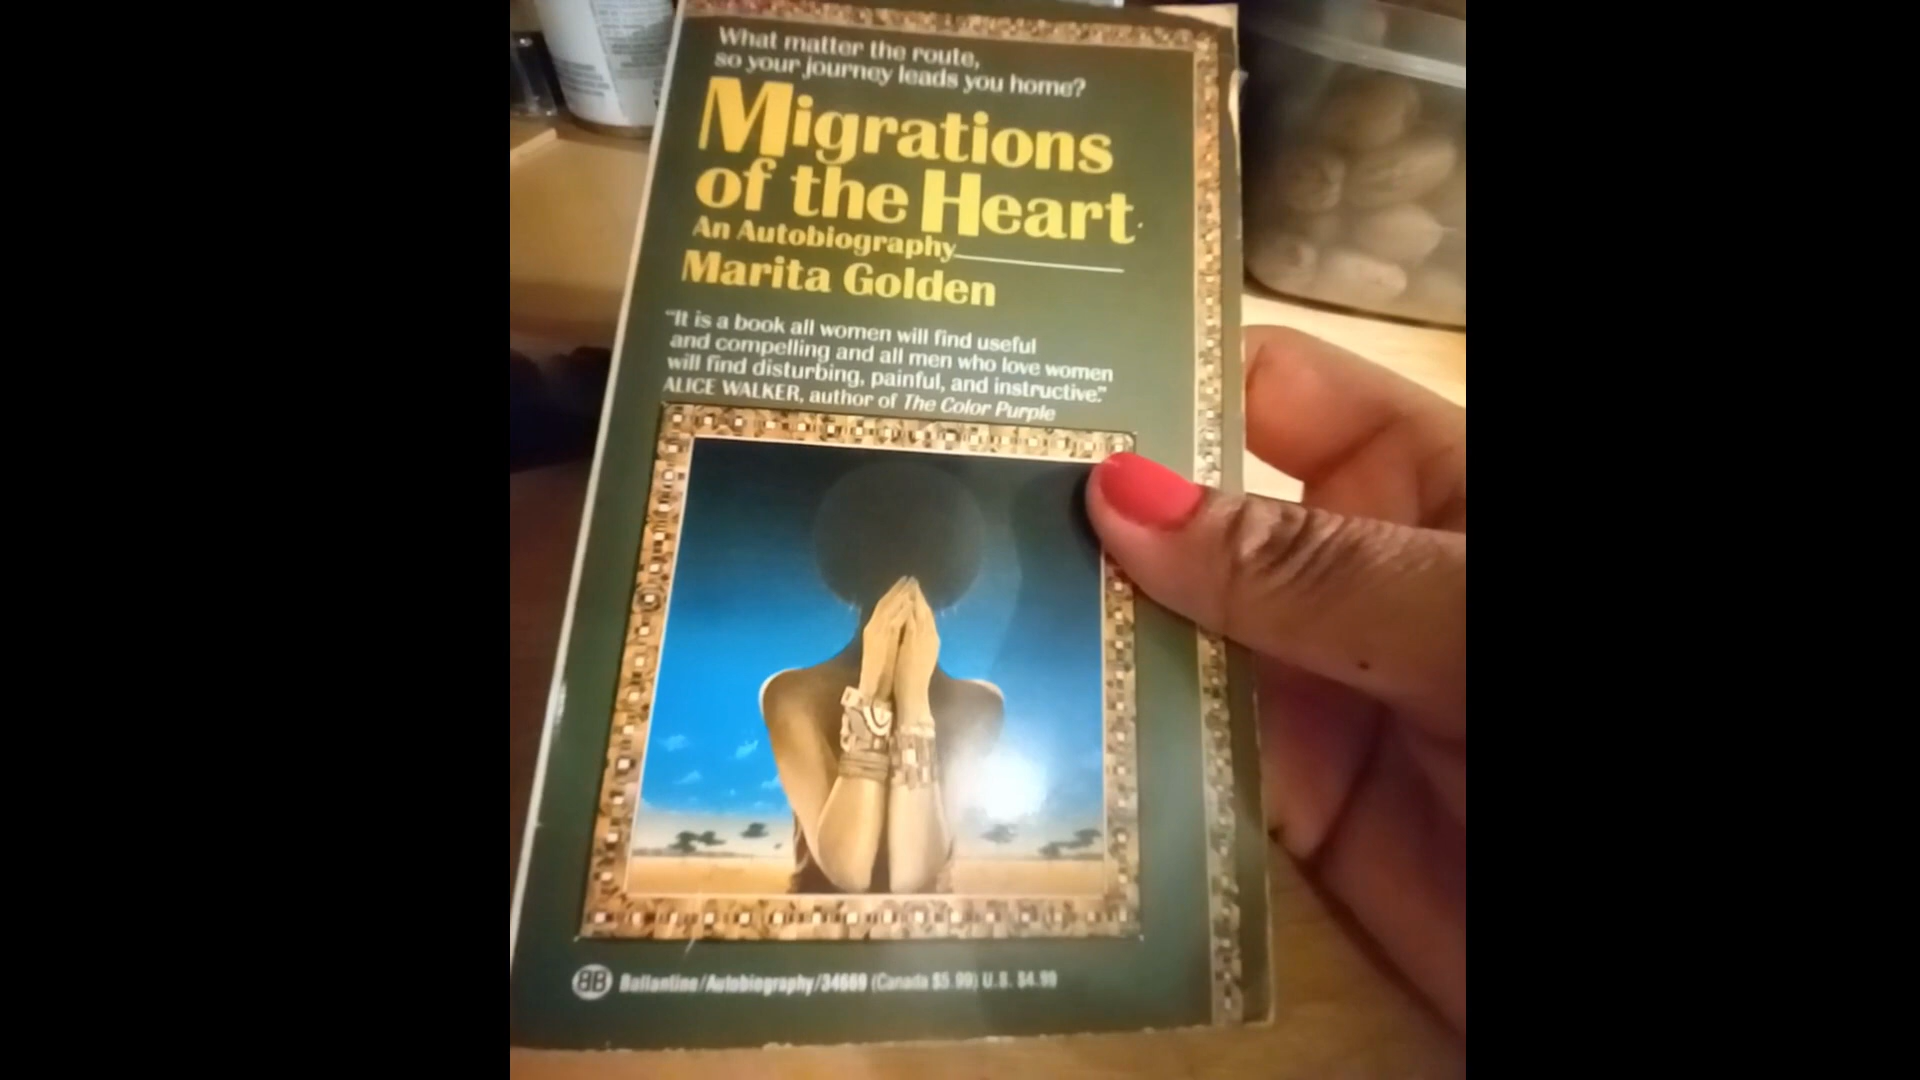 What matter the route,
so your journey leads you home?
Migrations
of the Heart
An Autobiography
Marita Golden
"It is a book all women will find useful
and compelling and all men who love women
will find disturbing, painful, and instructive."
ALICE WALKER, author of The Color Purple
BB Ballantine/Autobiography/34669 (Canada $5.99) U.S. $4.99